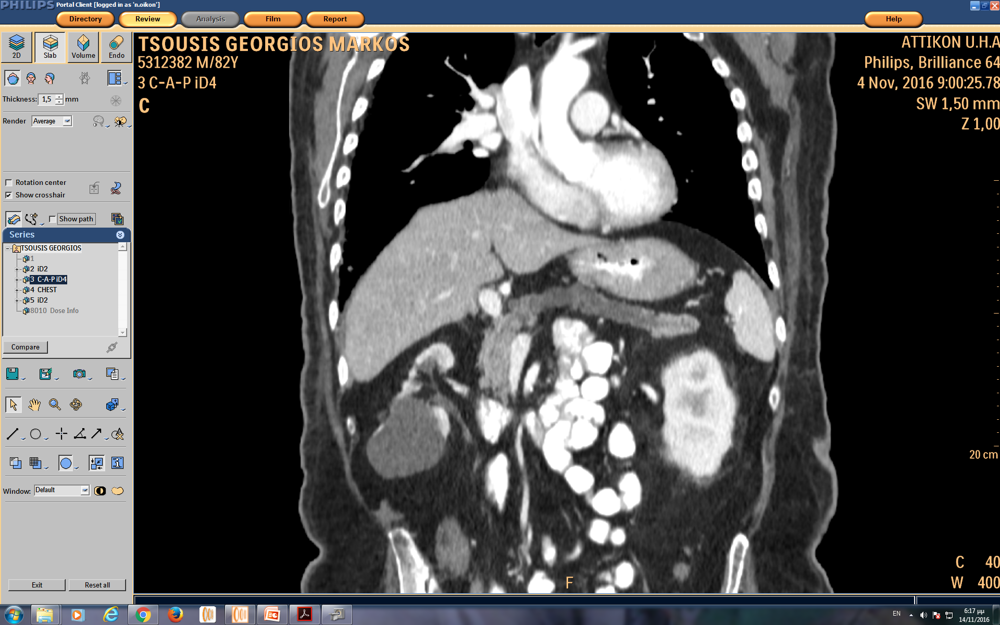 PHILIPS Portal Client [logged in as 'n.oikon']
Directory Review Analysis Film Report Help
2D Slab Volume Endo
Thickness: 1,5 mm
Render Average
Rotation center
Show crosshair
Show path
Series
TSOUSIS GEORGIOS
1
2 iD2
3 C-A-P iD4
4 CHEST
5 iD2
8010 Dose Info
Compare
Window: Default
Exit Reset all
TSOUSIS GEORGIOS MARKOS
5312382 M/82Y
3 C-A-P iD4
C
ATTIKON U.H.A
Philips, Brilliance 64
4 Nov, 2016 9:00:25.78
SW 1,50 mm
Z 1,00
20 cm
C 40
W 400
F
EN
6:17 μμ
14/11/2016